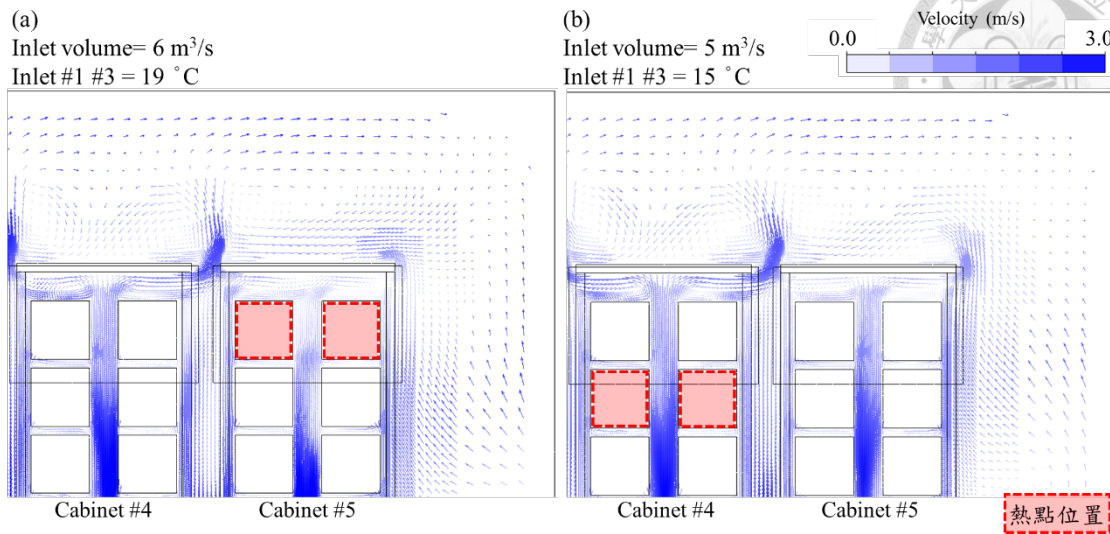 (a)
Inlet volume= 6 m³/s
Inlet #1 #3 = 19 °C
(b)
Inlet volume= 5 m³/s
Inlet #1 #3 = 15 °C
Velocity (m/s)
0.0
3.0
Cabinet #4
Cabinet #5
Cabinet #4
Cabinet #5
熱點位置